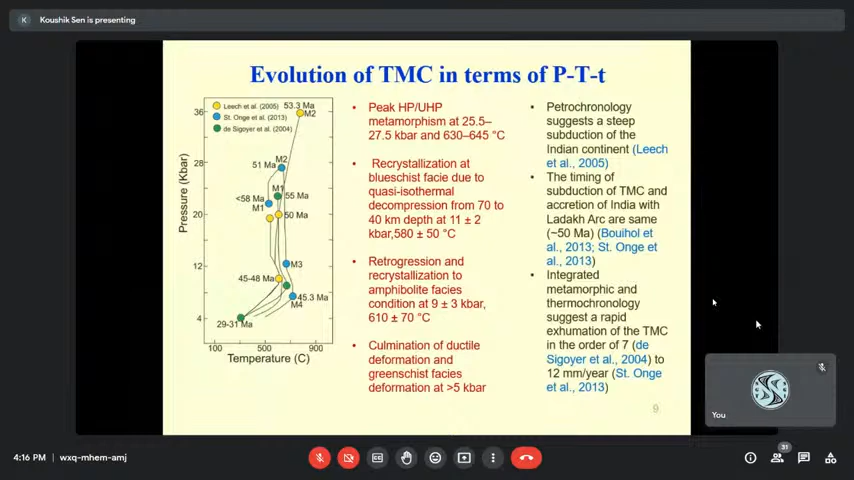 K Koushik Sen is presenting
Evolution of TMC in terms of P-T-t
36
28
20
12
4
Pressure (Kbar)
100 500 900
Temperature (C)
Leech et al. (2005)
St. Onge et al. (2013)
de Sigoyer et al. (2004)
53.3 Ma
M2
51 Ma M2
M1
55 Ma
<58 Ma
M1
50 Ma
M3
45-48 Ma
45.3 Ma
M4
29-31 Ma
• Peak HP/UHP
metamorphism at 25.5–
27.5 kbar and 630–645 °C
• Recrystallization at
blueschist facie due to
quasi-isothermal
decompression from 70 to
40 km depth at 11 ± 2
kbar,580 ± 50 °C
• Retrogression and
recrystallization to
amphibolite facies
condition at 9 ± 3 kbar,
610 ± 70 °C
• Culmination of ductile
deformation and
greenschist facies
deformation at >5 kbar
• Petrochronology
suggests a steep
subduction of the
Indian continent (Leech
et al., 2005)
• The timing of
subduction of TMC and
accretion of India with
Ladakh Arc are same
(~50 Ma) (Bouihol et
al., 2013; St. Onge et
al., 2013)
• Integrated
metamorphic and
thermochronology
suggest a rapid
exhumation of the TMC
in the order of 7 (de
Sigoyer et al., 2004) to
12 mm/year (St. Onge
et al., 2013)
9
You
4:16 PM | wxq-mhem-amj
31